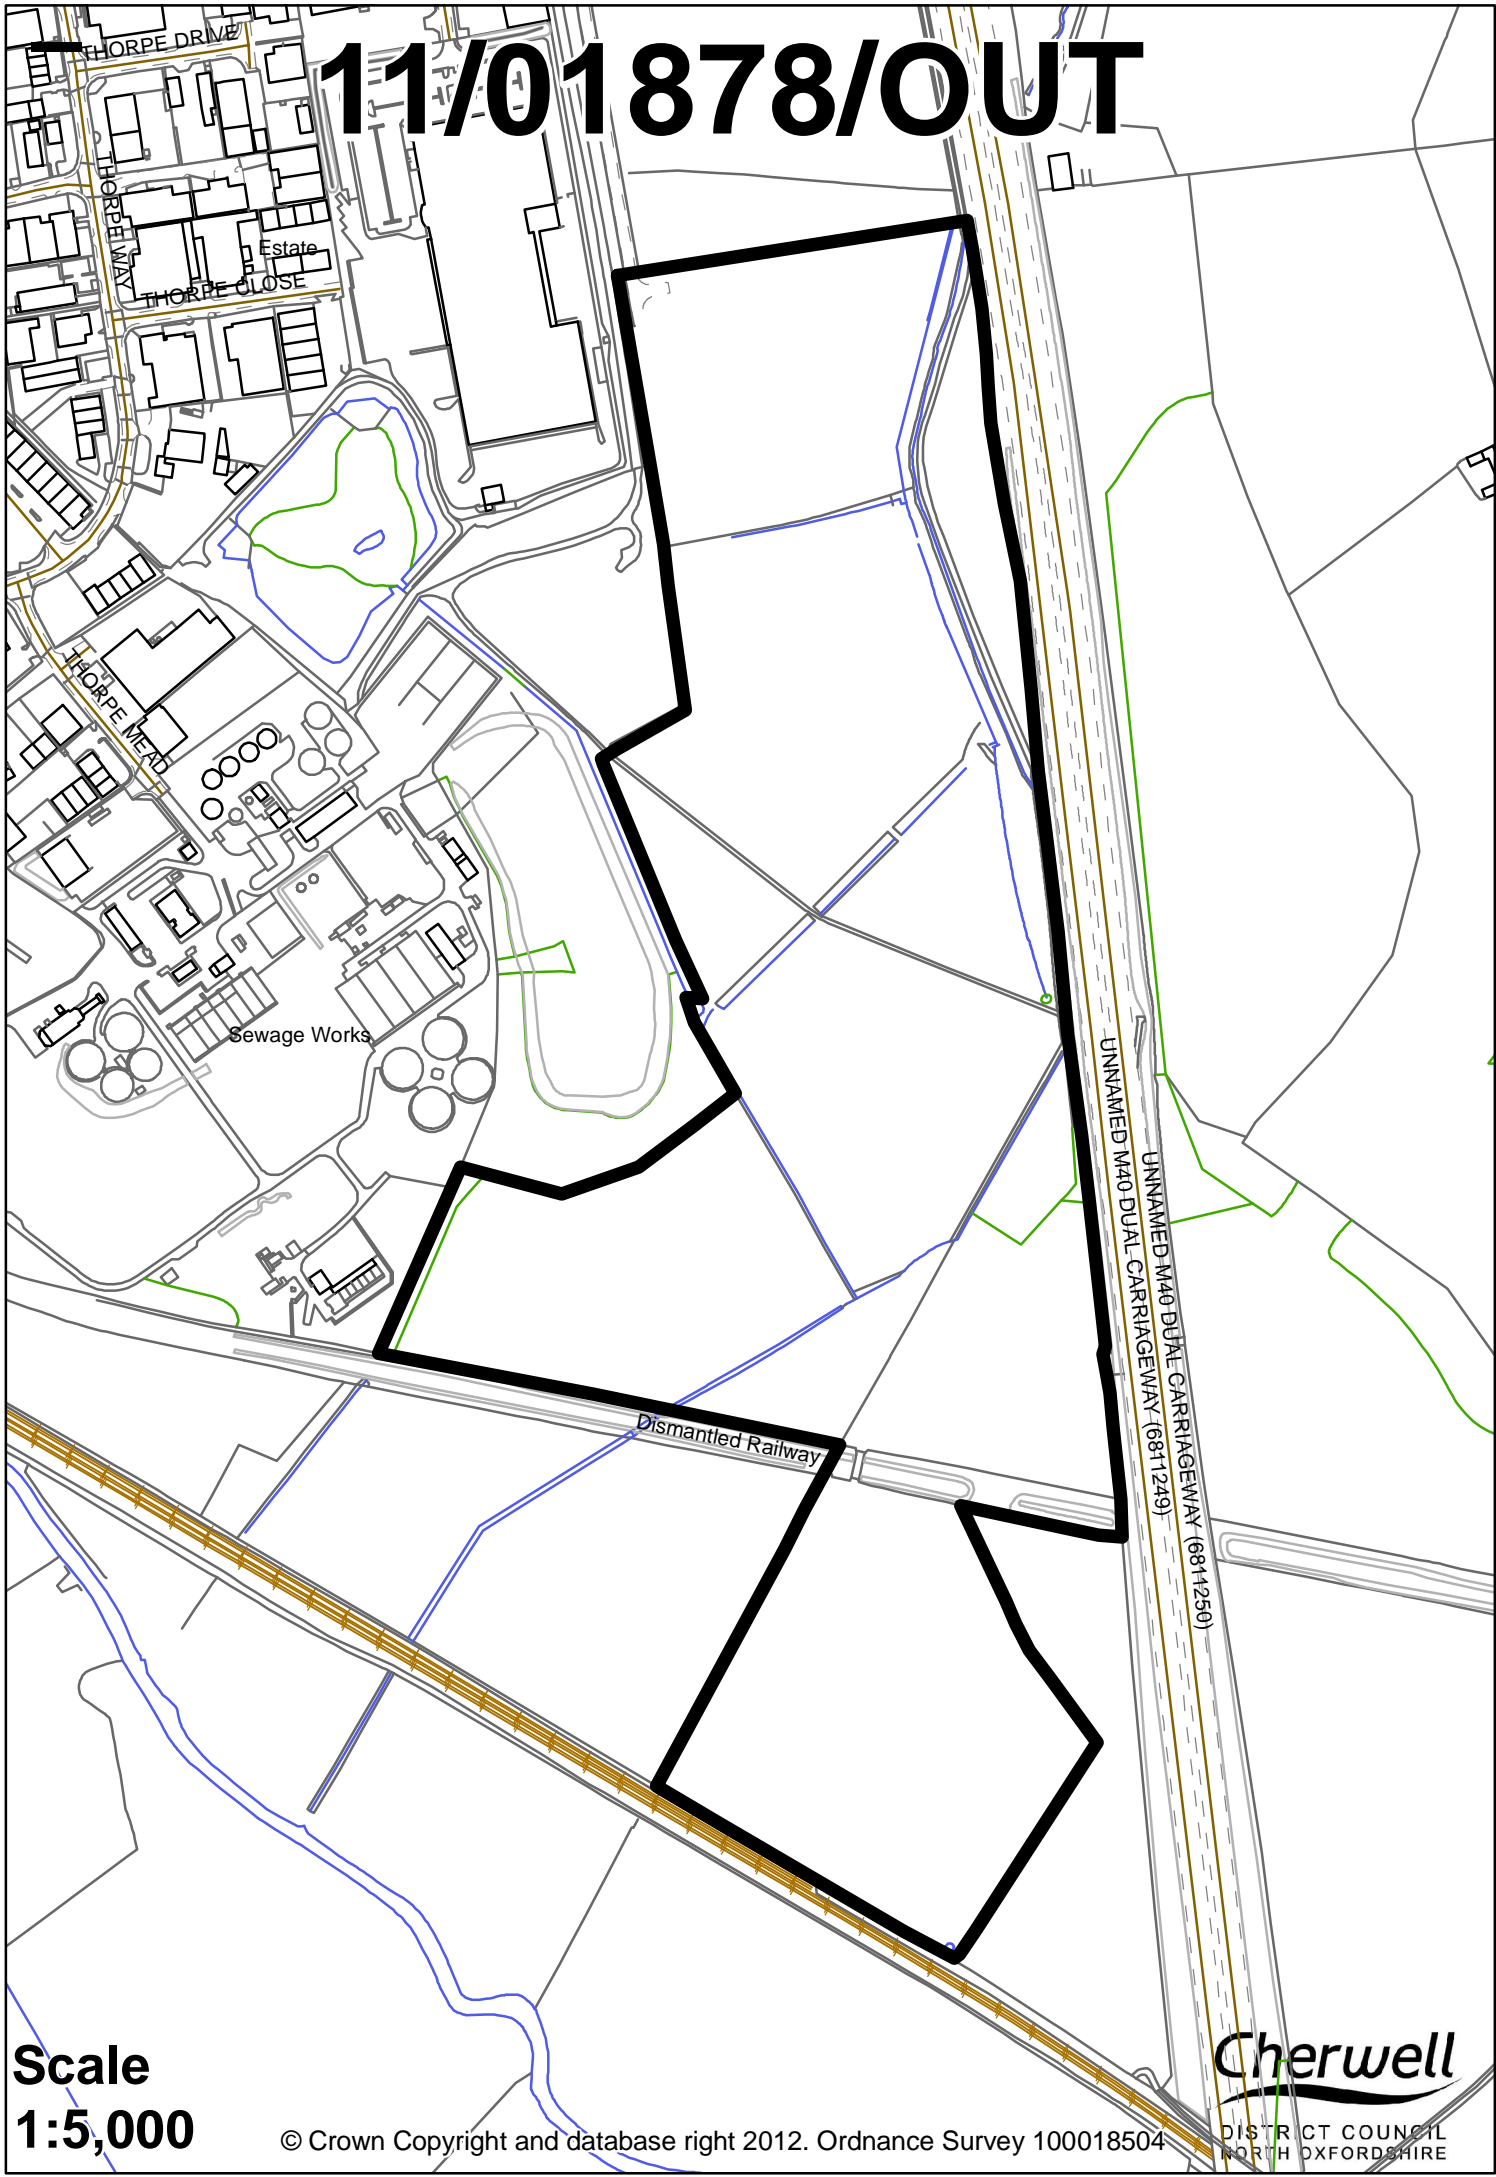 11/01878/OUT
THORPE DRIVE
THORPE WAY
Estate
THORPE CLOSE
THORPE MEAD
Sewage Works
UNNAMED M40 DUAL CARRIAGEWAY (6811249)
UNNAMED M40 DUAL CARRIAGEWAY (6811250)
Dismantled Railway
Scale
1:5,000
© Crown Copyright and database right 2012. Ordnance Survey 100018504
Cherwell
DISTRICT COUNCIL
NORTH OXFORDSHIRE